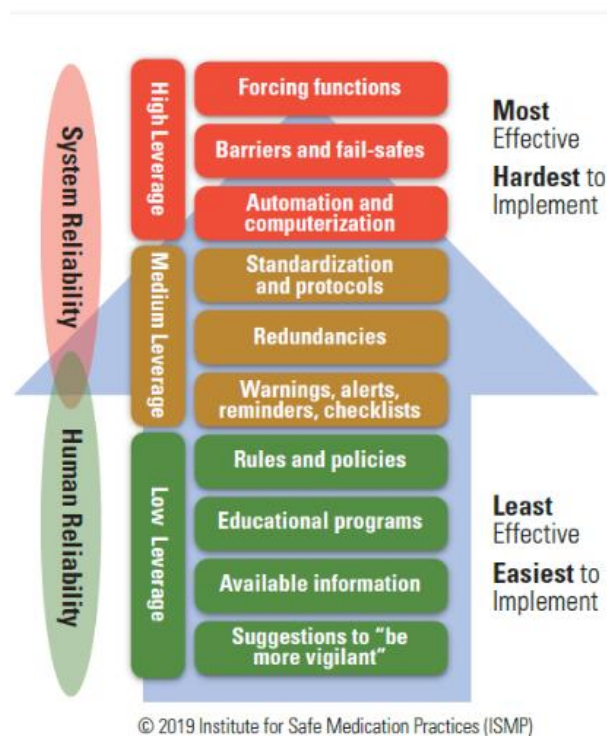 System Reliability
Human Reliability
High Leverage
Forcing functions
Barriers and fail-safes
Automation and
computerization
Medium Leverage
Standardization
and protocols
Redundancies
Warnings, alerts,
reminders, checklists
Low Leverage
Rules and policies
Educational programs
Available information
Suggestions to “be
more vigilant”
Most
Effective
Hardest to
Implement
Least
Effective
Easiest to
Implement
© 2019 Institute for Safe Medication Practices (ISMP)